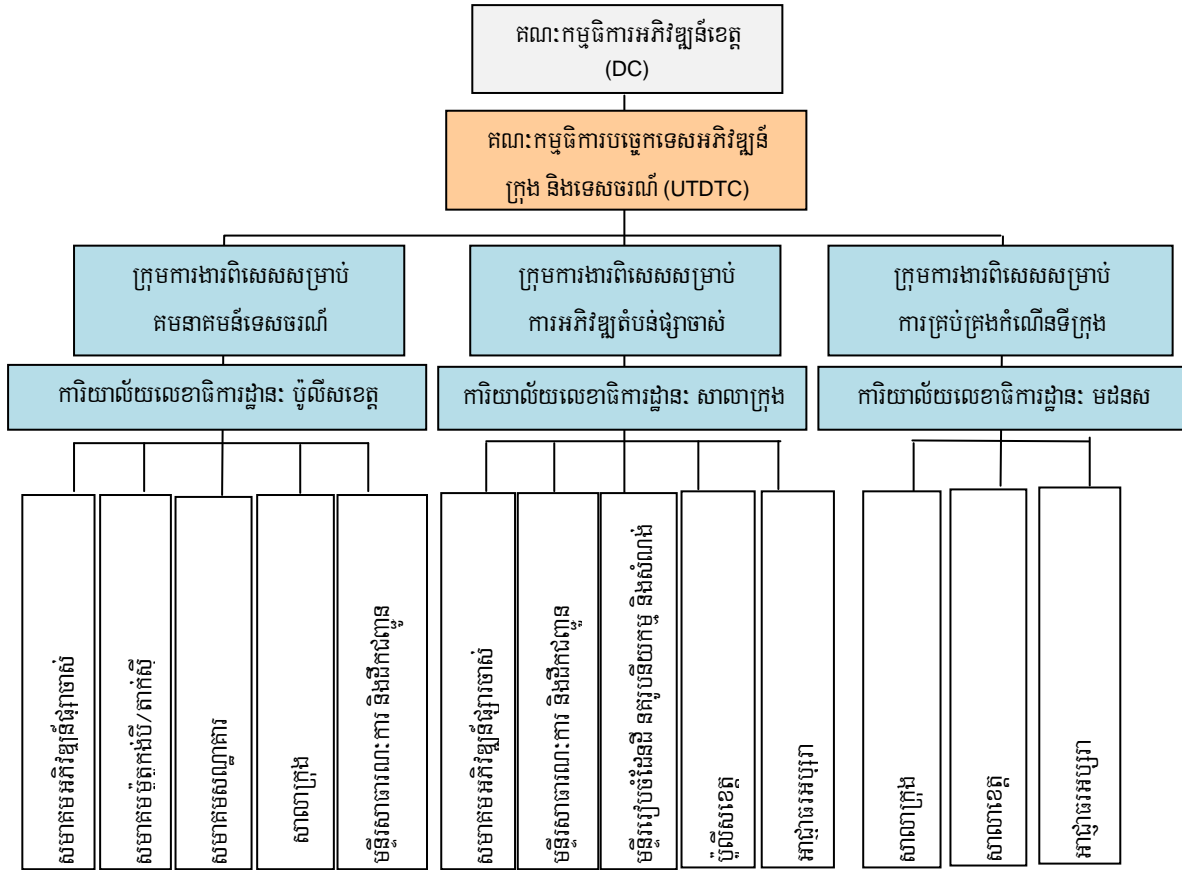 គណៈកម្មធិការអភិវឌ្ឍន៍ខេត្ត
(DC)
គណៈកម្មធិការបច្ចេកទេសអភិវឌ្ឍន៍
ក្រុង និងទេសចរណ៍ (UTDTC)
ក្រុមការងារពិសេសសម្រាប់
គមនាគមន៍ទេសចរណ៍
ក្រុមការងារពិសេសសម្រាប់
ការអភិវឌ្ឍតំបន់ផ្សាចាស់
ក្រុមការងារពិសេសសម្រាប់
ការគ្រប់គ្រងកំណើនទីក្រុង
ការិយាល័យលេខាធិការដ្ឋានៈ ប៉ូលីសខេត្ត
ការិយាល័យលេខាធិការដ្ឋានៈ សាលាក្រុង
ការិយាល័យលេខាធិការដ្ឋានៈ មដនស
សមាគមអភិវឌ្ឍន៍ផ្សាចាស់
សមាគមម៉ូតូកង់បី/តាក់ស៊ី
សមាគមសណ្ឋាគារ
សាលាក្រុង
មន្ទីរសាធារណៈការ និងដឹកជញ្ជូន
សមាគមអភិវឌ្ឍន៍ផ្សារចាស់
មន្ទីរសាធារណៈការ និងដឹកជញ្ជូន
មន្ទីររៀបចំដែនដី នគរូបនីយកម្ម និងសំណង់
ប៉ូលីសខេត្ត
អាជ្ញាធរអប្សរា
សាលាក្រុង
សាលាខេត្ត
អាជ្ញាធរអប្សរា